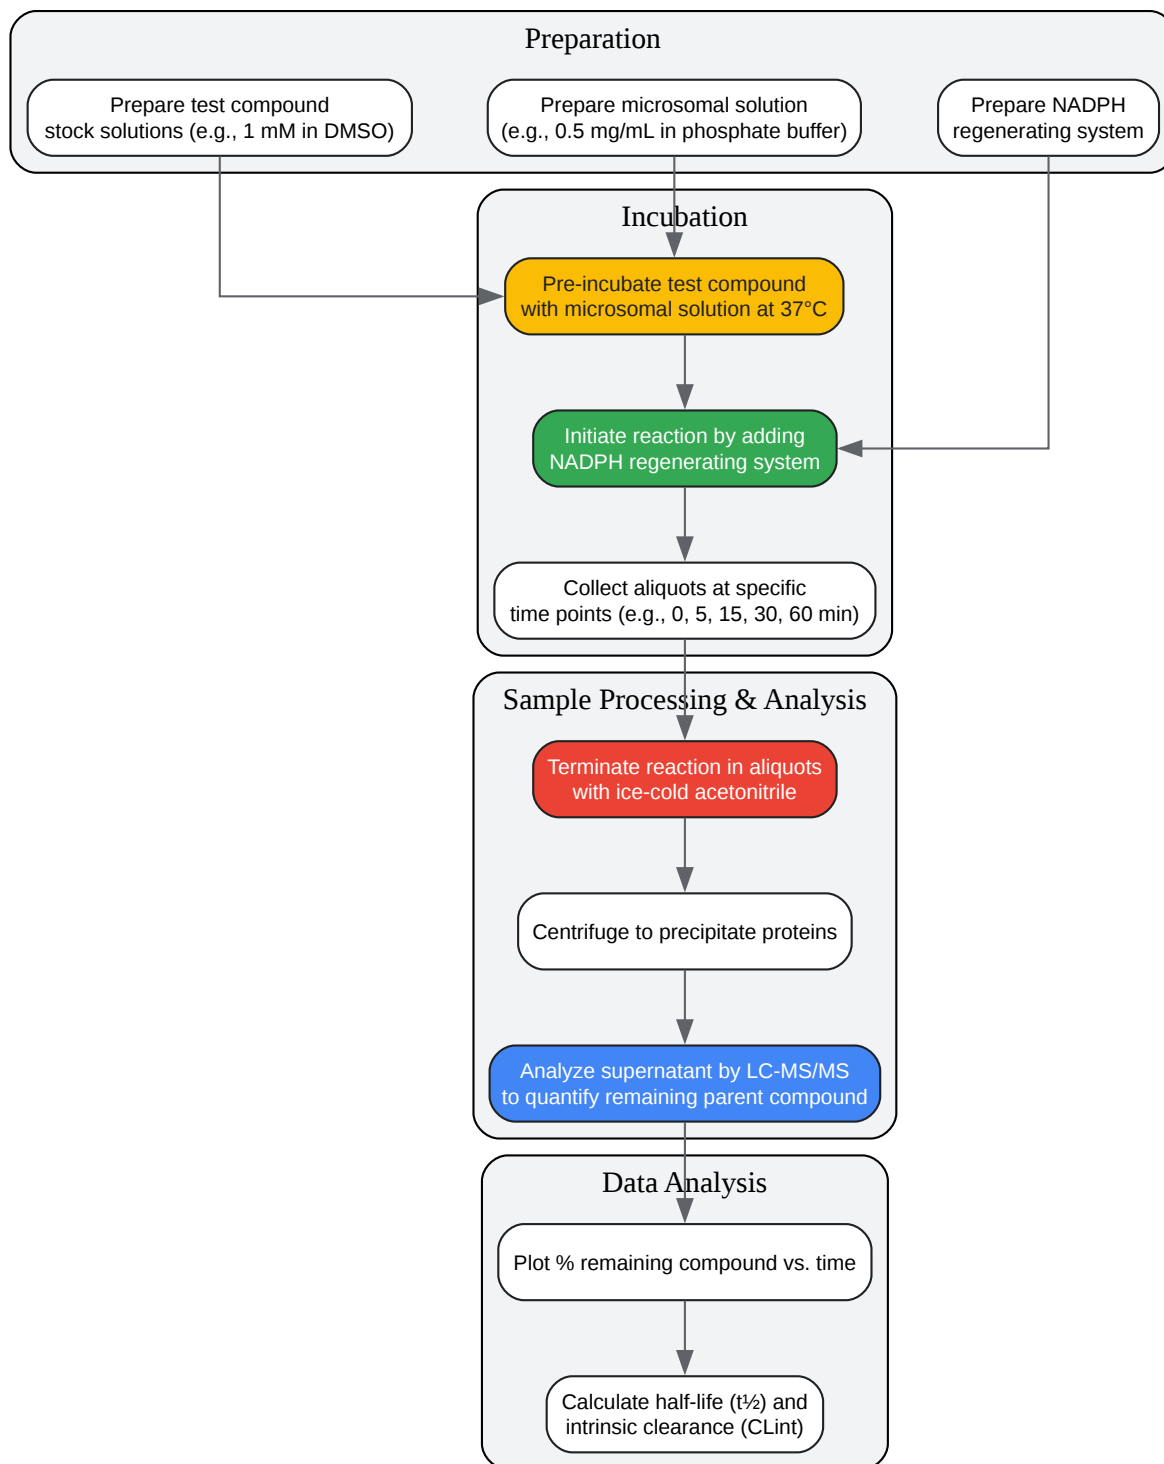 Preparation
Prepare test compound
stock solutions (e.g., 1 mM in DMSO)
Prepare microsomal solution
(e.g., 0.5 mg/mL in phosphate buffer)
Prepare NADPH
regenerating system
Incubation
Pre-incubate test compound
with microsomal solution at 37°C
Initiate reaction by adding
NADPH regenerating system
Collect aliquots at specific
time points (e.g., 0, 5, 15, 30, 60 min)
Sample Processing & Analysis
Terminate reaction in aliquots
with ice-cold acetonitrile
Centrifuge to precipitate proteins
Analyze supernatant by LC-MS/MS
to quantify remaining parent compound
Data Analysis
Plot % remaining compound vs. time
Calculate half-life (t½) and
intrinsic clearance (CLint)